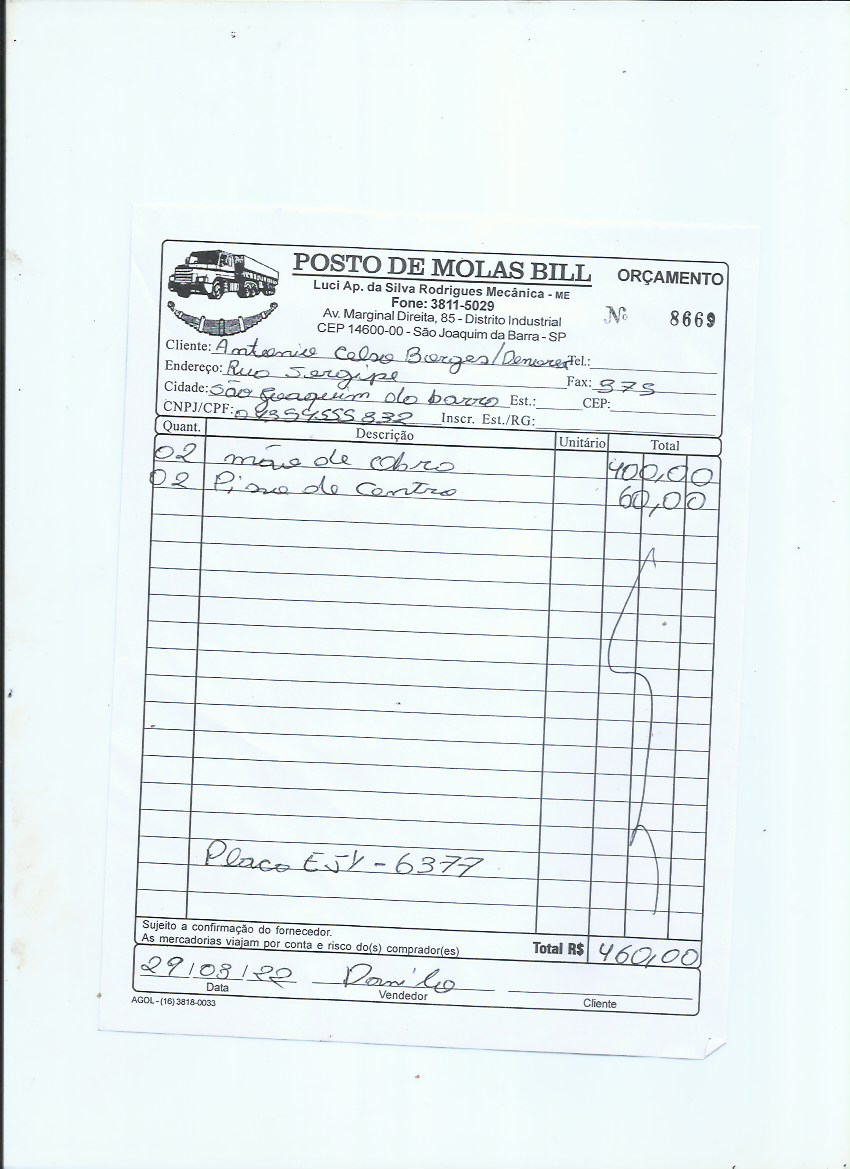 POSTO DE MOLAS BILL
ORÇAMENTO
Luci Ap. da Silva Rodrigues Mecânica - ME
Fone: 3811-5029
Av. Marginal Direita, 85 - Distrito Industrial
CEP 14600-00 - São Joaquim da Barra - SP
Nº 8669
Cliente: Antonio Celso Borges/ Tel.:
Endereço: Rua Sergipe Fax: 975
Cidade: São Joaquim da barra Est.: CEP:
CNPJ/CPF: Inscr. Est./RG:
Quant. Descrição Unitário Total
02 mão de obra 400,00
02 Pino de Centro 60,00
Placa EJY-6377
Sujeito a confirmação do fornecedor.
As mercadorias viajam por conta e risco do(s) comprador(es)
Total R$ 460,00
29/03/22 Danilo
Data Vendedor Cliente
AGOL - (16) 3818-0033